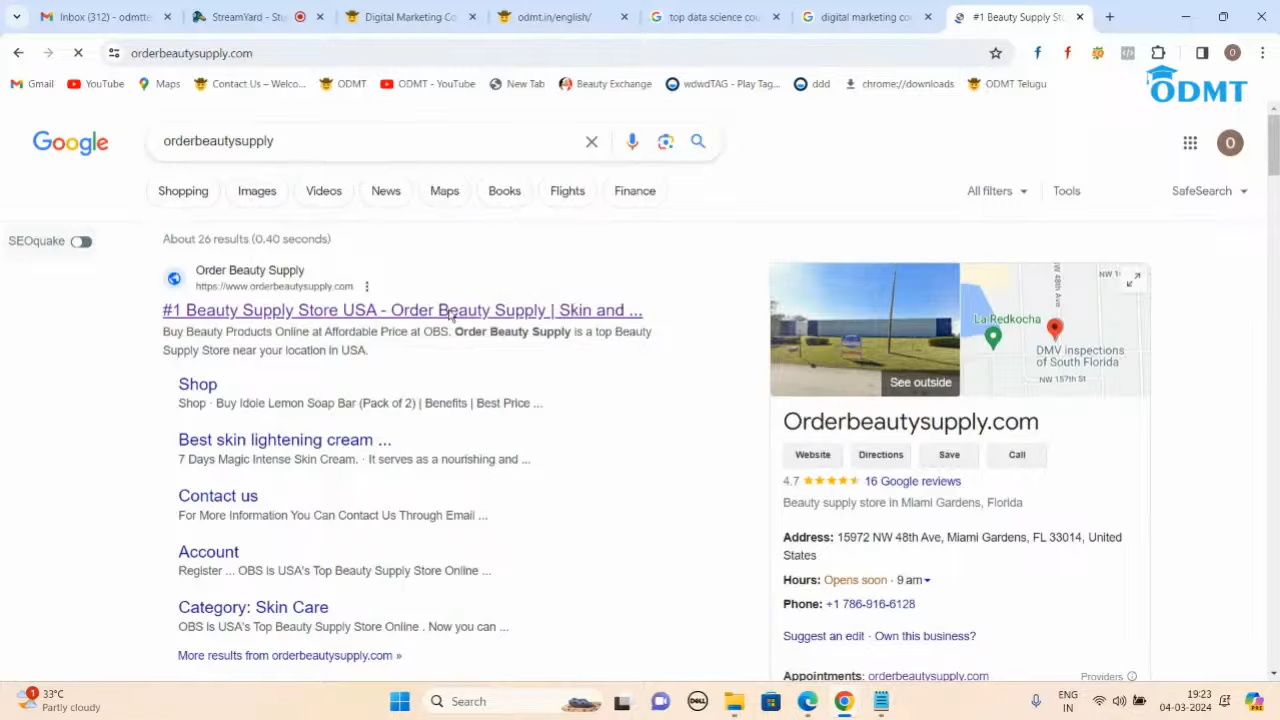 Inbox (202) - odmtte
StreamYard - Stu
Digital Marketing Co
odmt.in/english/
top data science cou
digital marketing co
#1 Beauty Supply St
orderbeautysupply.com
Gmail
YouTube
Maps
Contact Us – Welco...
ODMT
ODMT - YouTube
New Tab
Beauty Exchange
wdwdTAG - Play Tag...
ddd
chrome://downloads
ODMT Telugu
ODMT
Google
orderbeautysupply
O
Shopping
Images
Videos
News
Maps
Books
Flights
Finance
All filters
Tools
SafeSearch
SEOquake
About 26 results (0.40 seconds)
Order Beauty Supply
https://www.orderbeautysupply.com
#1 Beauty Supply Store USA - Order Beauty Supply | Skin and ...
Buy Beauty Products Online at Affordable Price at OBS. Order Beauty Supply is a top Beauty
Supply Store near your location in USA.
Shop
Shop · Buy Idole Lemon Soap Bar (Pack of 2) | Benefits | Best Price ...
Best skin lightening cream ...
7 Days Magic Intense Skin Cream. · It serves as a nourishing and ...
Contact us
For More Information You Can Contact Us Through Email ...
Account
Register ... OBS is USA's Top Beauty Supply Store Online ...
Category: Skin Care
OBS is USA's Top Beauty Supply Store Online . Now you can ...
More results from orderbeautysupply.com »
See outside
NW 1
48th Ave
La Redkocha
DMV inspections
of South Florida
NW 157th St
Orderbeautysupply.com
Website
Directions
Save
Call
4.7
16 Google reviews
Beauty supply store in Miami Gardens, Florida
Address: 15972 NW 48th Ave, Miami Gardens, FL 33014, United
States
Hours: Opens soon · 9 am
Phone: +1 786-916-6128
Suggest an edit · Own this business?
Appointments: orderbeautysupply.com
Providers
1
33°C
Partly cloudy
Search
DELL
ENG
IN
19:23
04-03-2024